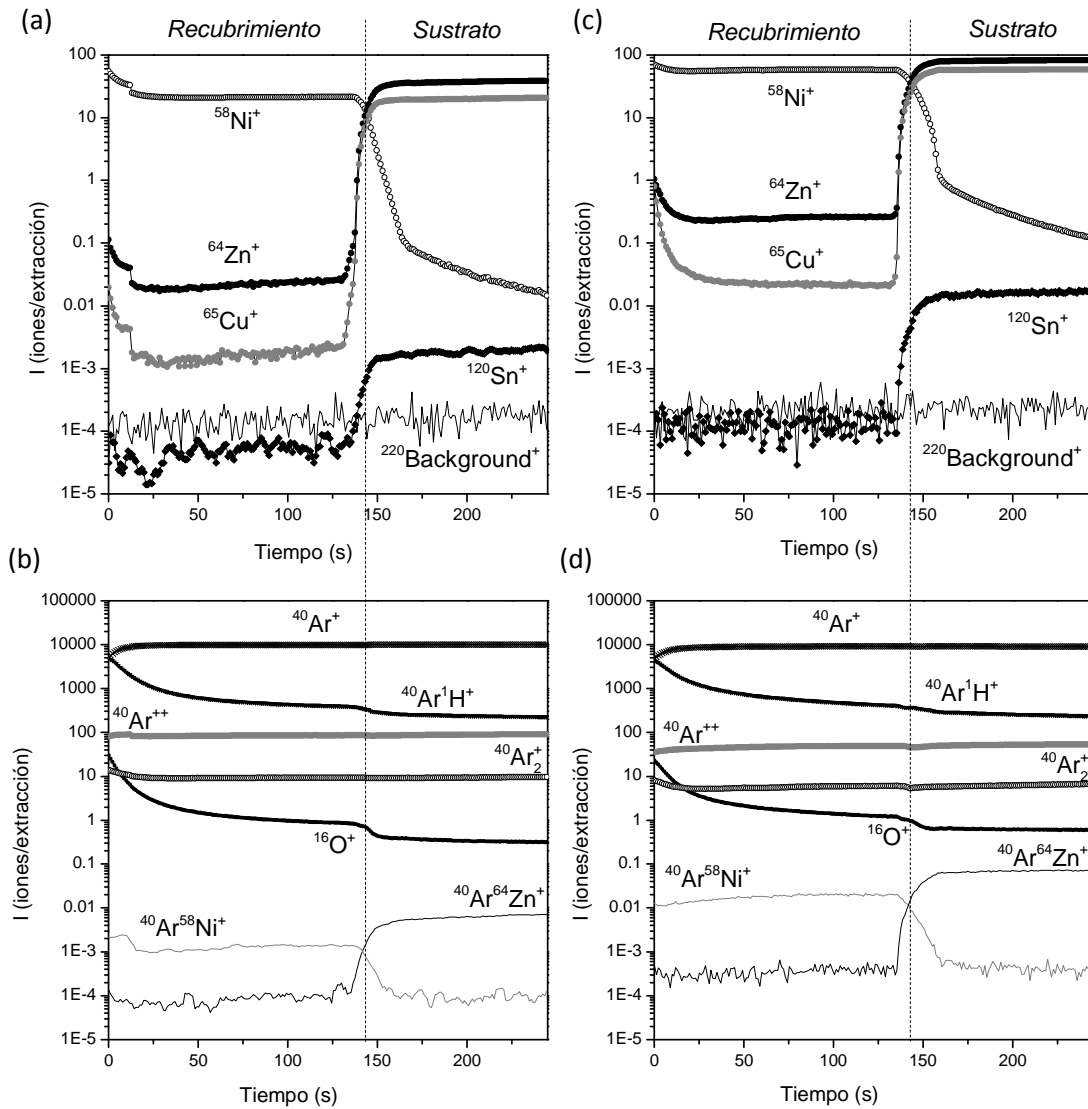 (a)
Recubrimiento Sustrato
I (iones/extracción)
100
10
1
0.1
0.01
1E-3
1E-4
1E-5
⁵⁸Ni⁺
⁶⁴Zn⁺
⁶⁵Cu⁺
¹²⁰Sn⁺
²²⁰Background⁺
0 50 100 150 200
Tiempo (s)
(c)
Recubrimiento Sustrato
I (iones/extracción)
100
10
1
0.1
0.01
1E-3
1E-4
1E-5
⁵⁸Ni⁺
⁶⁴Zn⁺
⁶⁵Cu⁺
¹²⁰Sn⁺
²²⁰Background⁺
0 50 100 150 200
Tiempo (s)
(b)
I (iones/extracción)
100000
10000
1000
100
10
1
0.1
0.01
1E-3
1E-4
1E-5
⁴⁰Ar⁺
⁴⁰Ar¹H⁺
⁴⁰Ar⁺⁺
⁴⁰Ar₂⁺
¹⁶O⁺
⁴⁰Ar⁶⁴Zn⁺
⁴⁰Ar⁵⁸Ni⁺
0 50 100 150 200
Tiempo (s)
(d)
I (iones/extracción)
100000
10000
1000
100
10
1
0.1
0.01
1E-3
1E-4
1E-5
⁴⁰Ar⁺
⁴⁰Ar¹H⁺
⁴⁰Ar⁺⁺
⁴⁰Ar₂⁺
¹⁶O⁺
⁴⁰Ar⁶⁴Zn⁺
⁴⁰Ar⁵⁸Ni⁺
0 50 100 150 200
Tiempo (s)